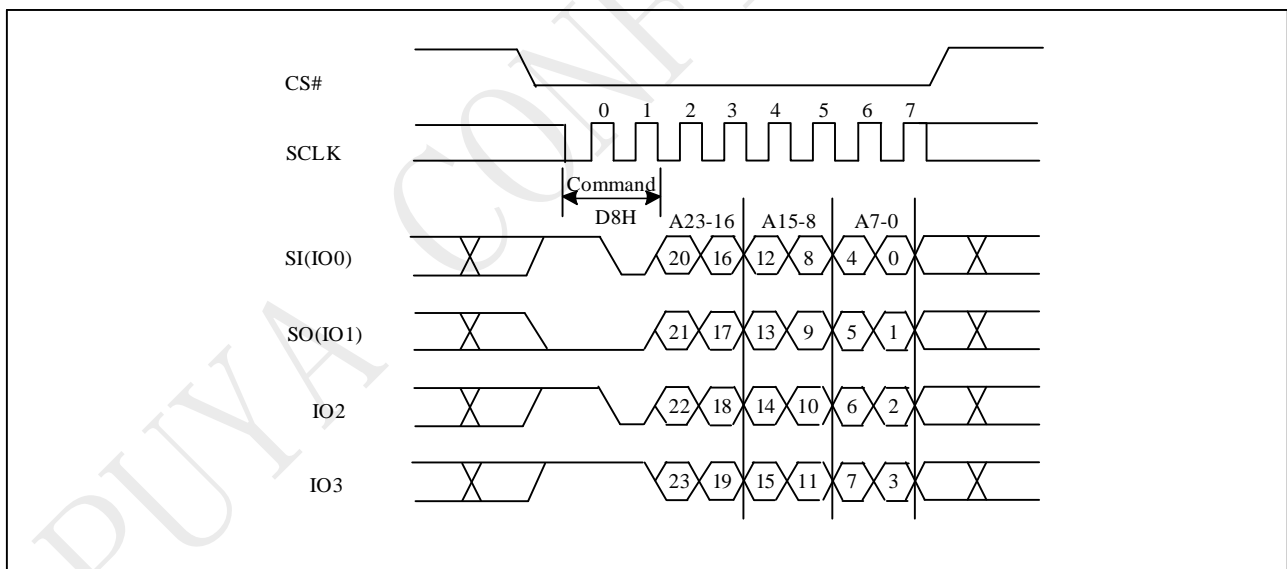 PUYA CONF
CS#
0 1 2 3 4 5 6 7
SCLK
Command
D8H
A23-16 A15-8 A7-0
SI(IO0) 20 16 12 8 4 0
SO(IO1) 21 17 13 9 5 1
IO2 22 18 14 10 6 2
IO3 23 19 15 11 7 3